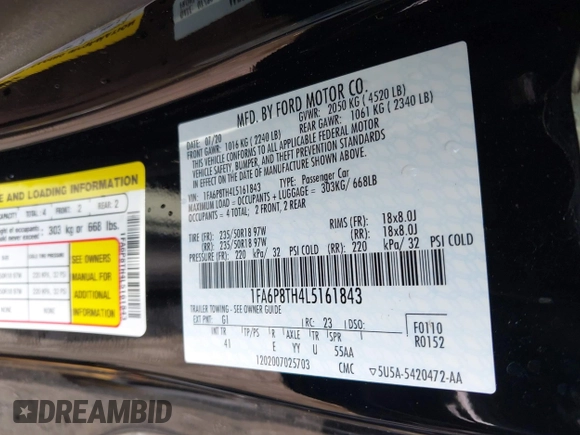 MFD. BY FORD MOTOR CO.
DATE: 07/20 GVWR: 2050 KG (4520 LB)
FRONT GAWR: 1016 KG (2240 LB) REAR GAWR: 1061 KG (2340 LB)
THIS VEHICLE CONFORMS TO ALL APPLICABLE FEDERAL MOTOR
VEHICLE SAFETY, BUMPER, AND THEFT PREVENTION STANDARDS IN
EFFECT ON THE DATE OF MANUFACTURE SHOWN ABOVE.
VIN: 1FA6P8TH4L5161843 TYPE: Passenger Car
MAXIMUM LOAD = OCCUPANTS + LUGGAGE = 303KG/ 668LB
OCCUPANTS = 4 TOTAL: 2 FRONT, 2 REAR
TIRE (FR): 235/50R18 97W RIMS (FR): 18x8.0J
(RR): 235/50R18 97W (RR): 18x8.0J
PRESSURE (FR): 220 kPa/ 32 PSI COLD (RR): 220 kPa/ 32 PSI COLD
1FA6P8TH4L5161843
TRAILER TOWING - SEE OWNER GUIDE
EXT PNT: G1 RC: 23 DSO: F0110
INT TR TP/PS R AXLE TR SPR R0152
41 E YY U 55AA
1202007025703 CMC ▽5U5A-5420472-AA
E AND LOADING INFORMATION
CAPACITY TOTAL : 4 FRONT : 2 REAR: 2
303 kg or 668 lbs.
SEE OWNERS
MANUAL FOR
ADDITIONAL
INFORMATION
NONE
1FA6P8TH4L5161843
DREAMBID